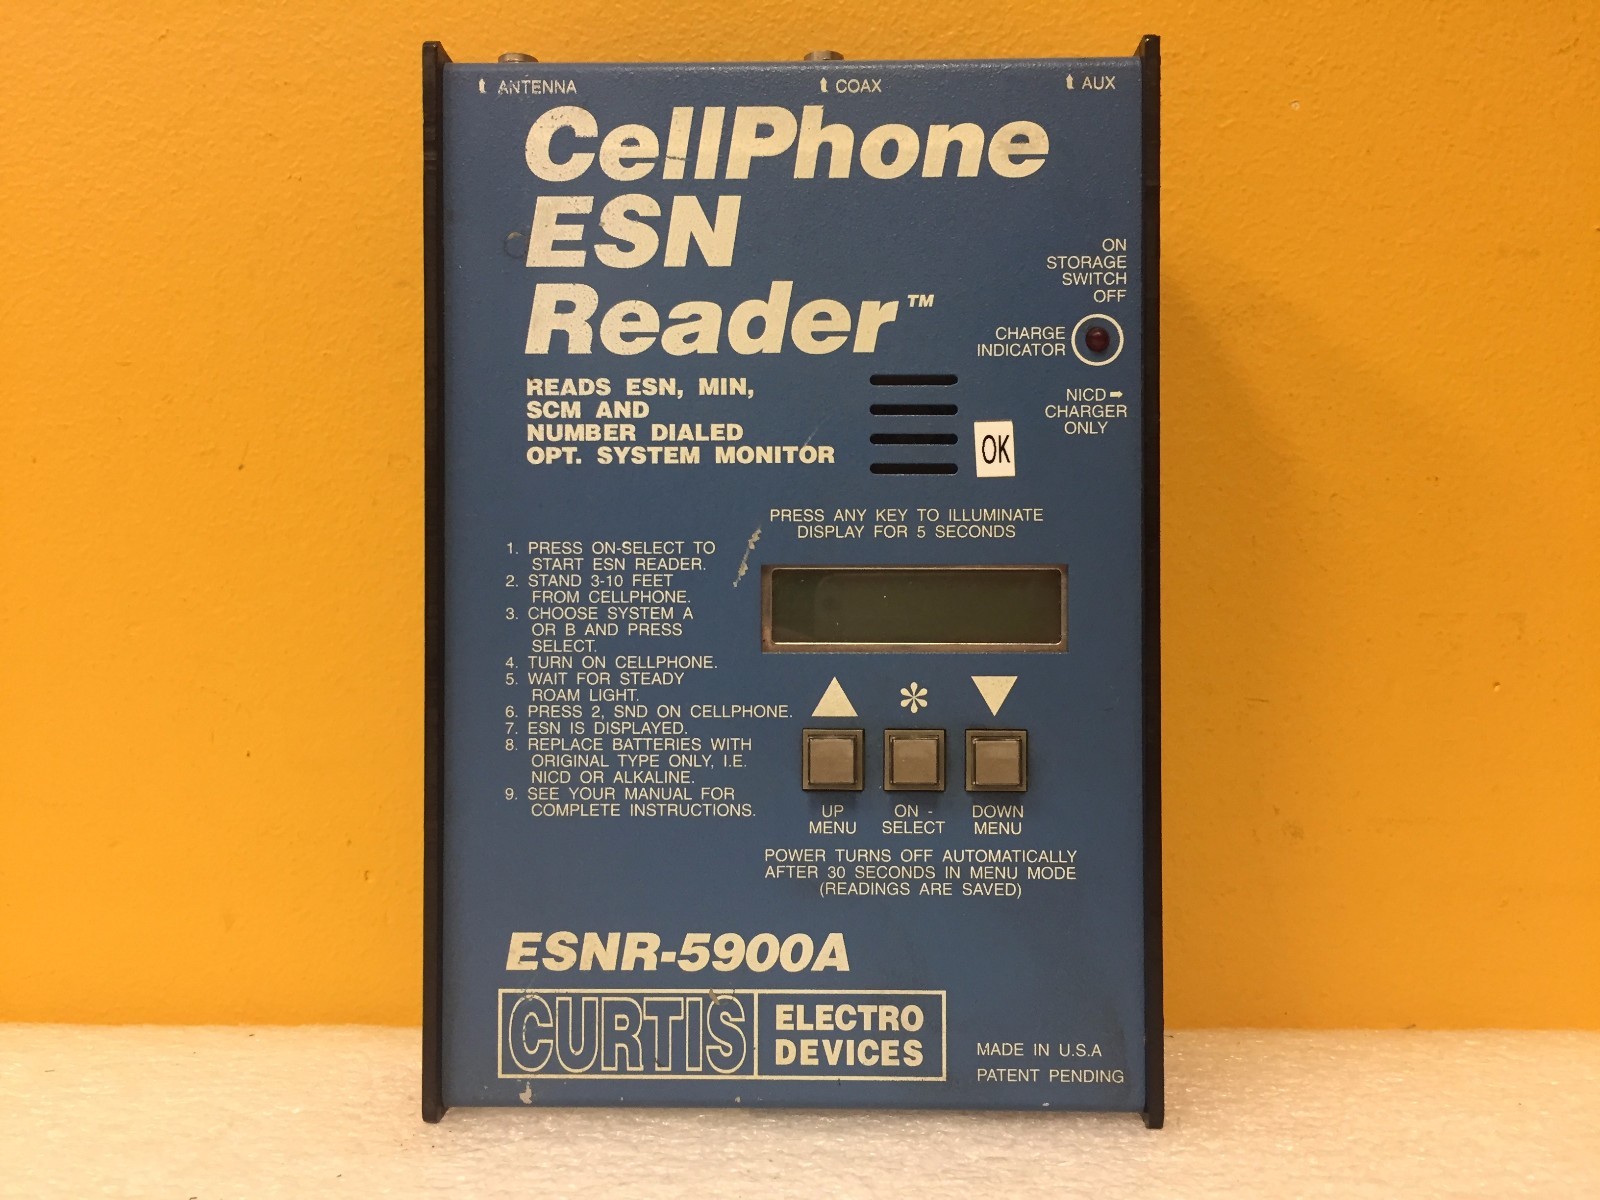 ANTENNA
COAX
AUX
CellPhone
ESN
Reader™
ON
STORAGE
SWITCH
OFF
CHARGE
INDICATOR
NICD
CHARGER
ONLY
READS ESN, MIN,
SCM AND
NUMBER DIALED
OPT. SYSTEM MONITOR
OK
PRESS ANY KEY TO ILLUMINATE
DISPLAY FOR 5 SECONDS
1. PRESS ON-SELECT TO
START ESN READER.
2. STAND 3-10 FEET
FROM CELLPHONE.
3. CHOOSE SYSTEM A
OR B AND PRESS
SELECT.
4. TURN ON CELLPHONE.
5. WAIT FOR STEADY
ROAM LIGHT.
6. PRESS 2, SND ON CELLPHONE.
7. ESN IS DISPLAYED.
8. REPLACE BATTERIES WITH
ORIGINAL TYPE ONLY, I.E.
NICD OR ALKALINE.
9. SEE YOUR MANUAL FOR
COMPLETE INSTRUCTIONS.
UP
MENU
ON -
SELECT
DOWN
MENU
POWER TURNS OFF AUTOMATICALLY
AFTER 30 SECONDS IN MENU MODE
(READINGS ARE SAVED)
ESNR-5900A
CURTIS
ELECTRO
DEVICES
MADE IN U.S.A
PATENT PENDING